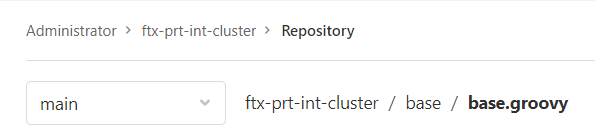 Administrator > ftx-prt-int-cluster > Repository
main ftx-prt-int-cluster / base / base.groovy